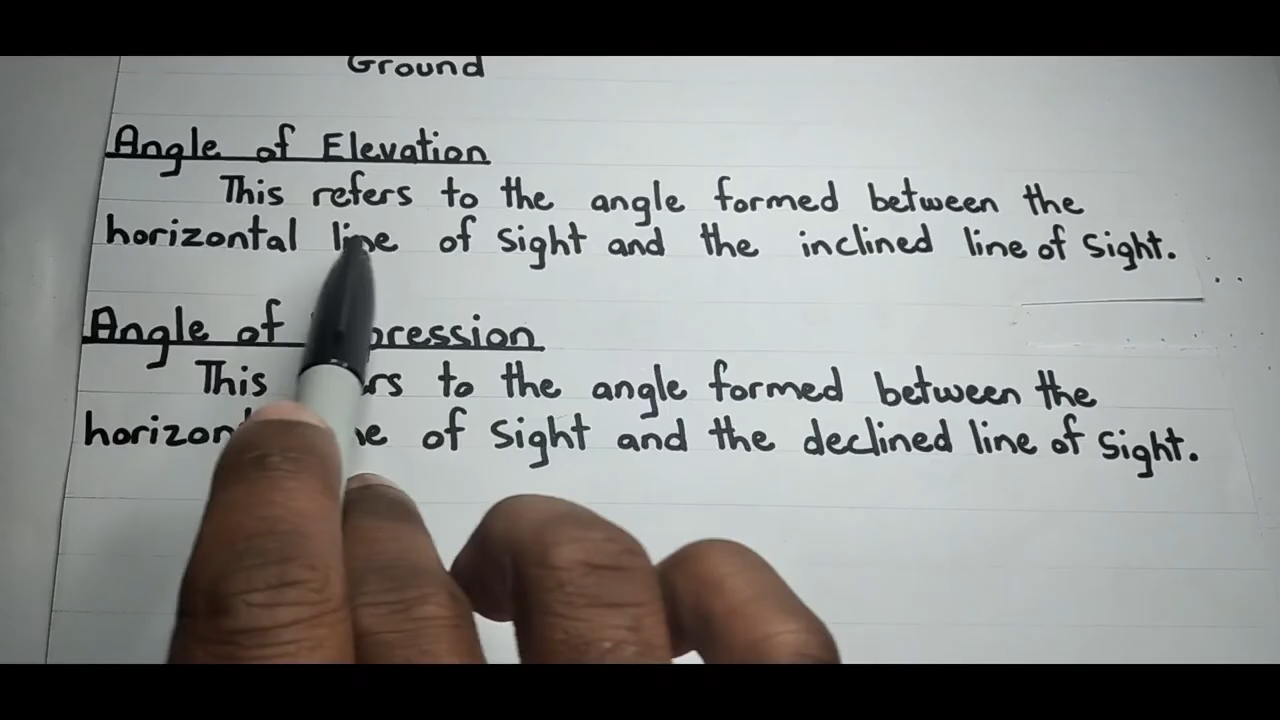 Ground
Angle of Elevation
This refers to the angle formed between the
horizontal line of sight and the inclined line of sight.
Angle of
This to the angle formed between the
of sight and the declined line of sight.